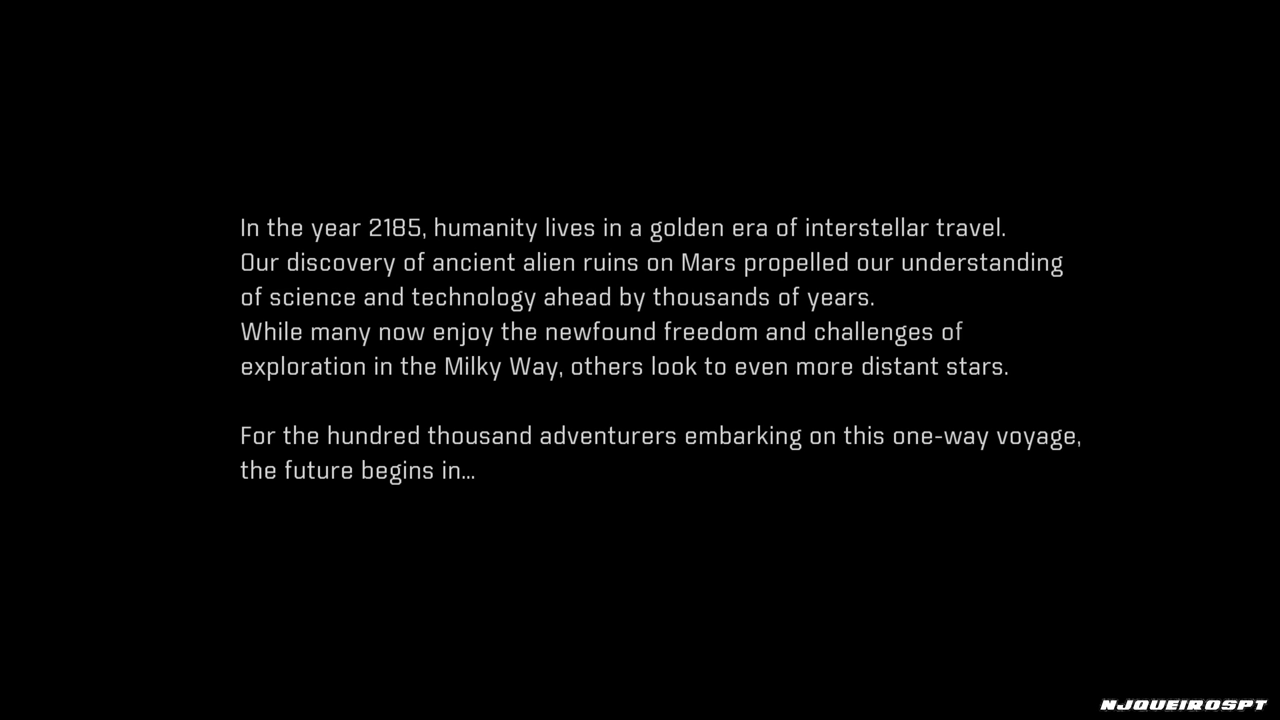 In the year 2185, humanity lives in a golden era of interstellar travel.
Our discovery of ancient alien ruins on Mars propelled our understanding
of science and technology ahead by thousands of years.
While many now enjoy the newfound freedom and challenges of
exploration in the Milky Way, others look to even more distant stars.
For the hundred thousand adventurers embarking on this one-way voyage,
the future begins in...
NJQUEIROSPT